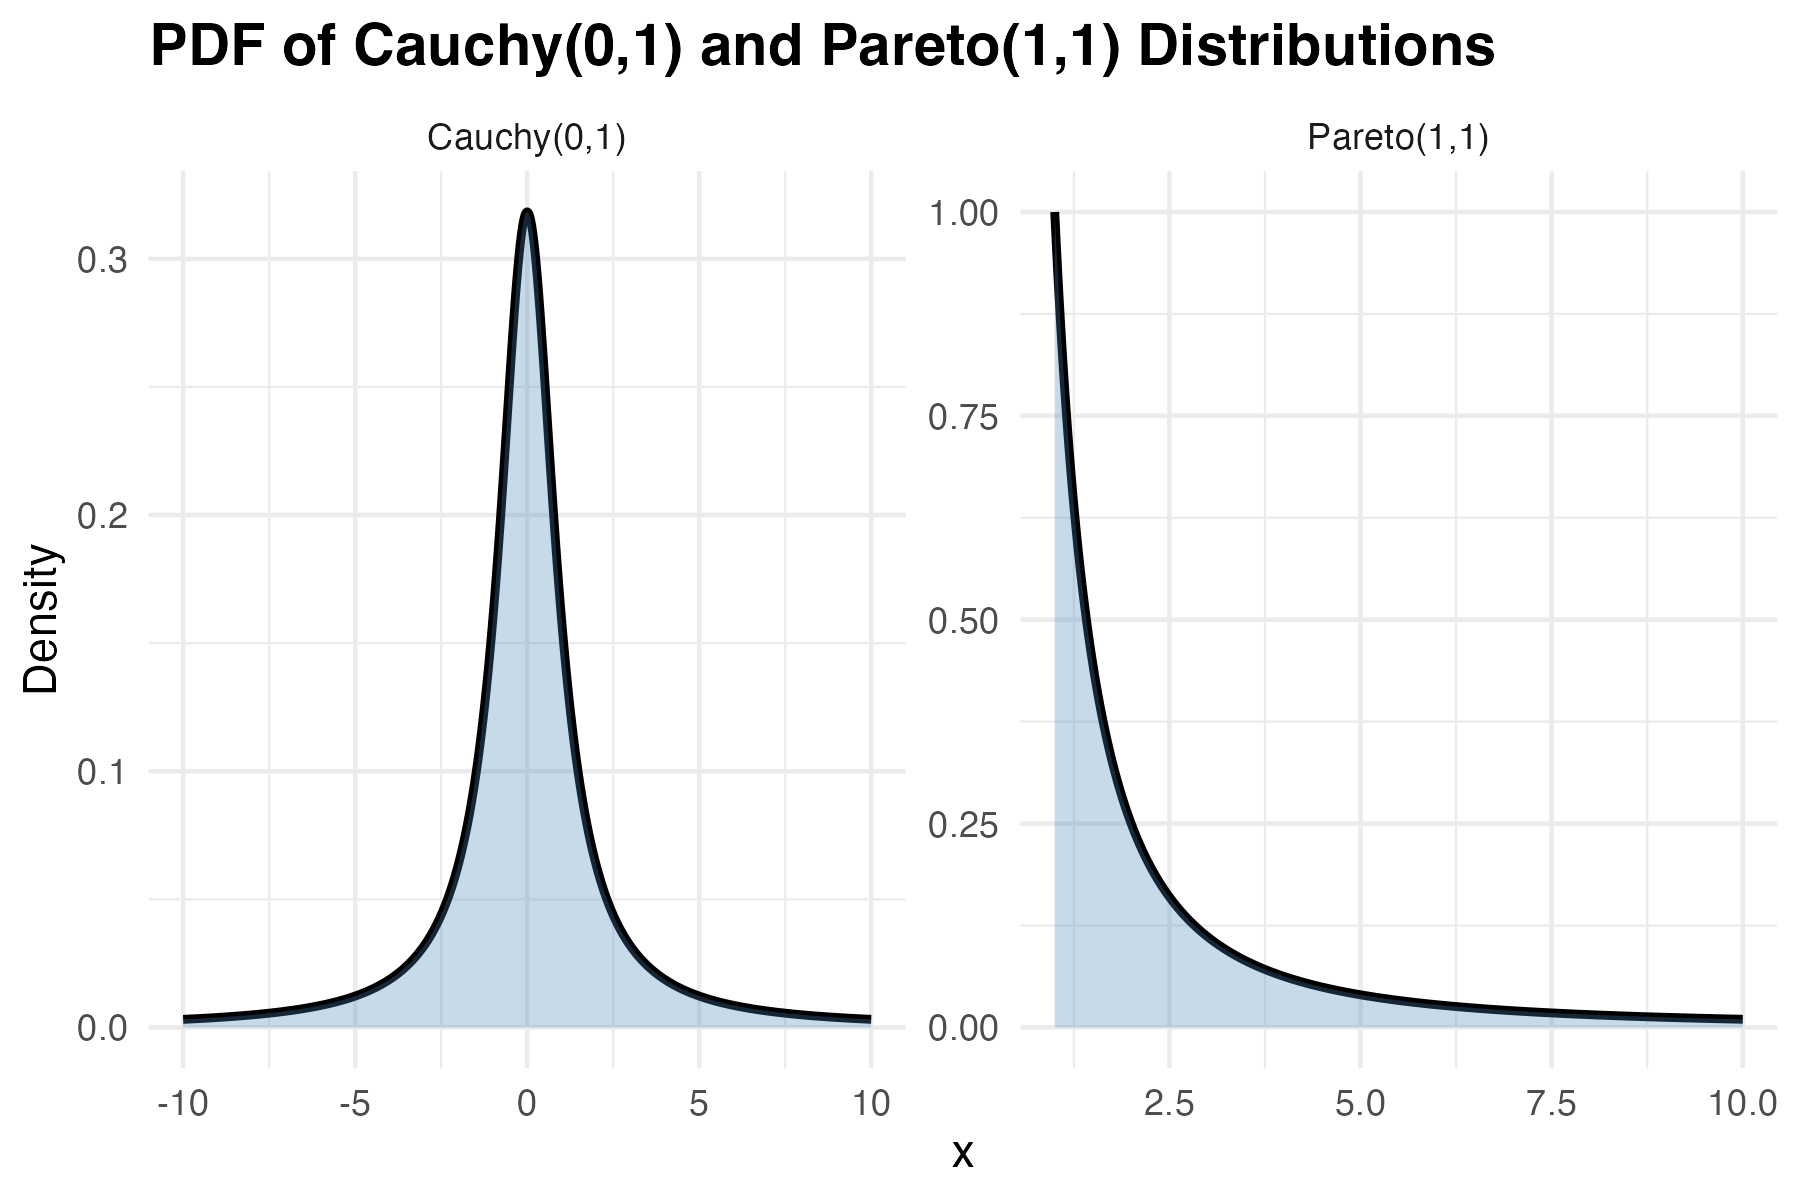 PDF of Cauchy(0,1) and Pareto(1,1) Distributions
Cauchy(0,1)
Pareto(1,1)
Density
0.3
0.2
0.1
0.0
-10 -5 0 5 10
1.00
0.75
0.50
0.25
0.00
2.5 5.0 7.5 10.0
x